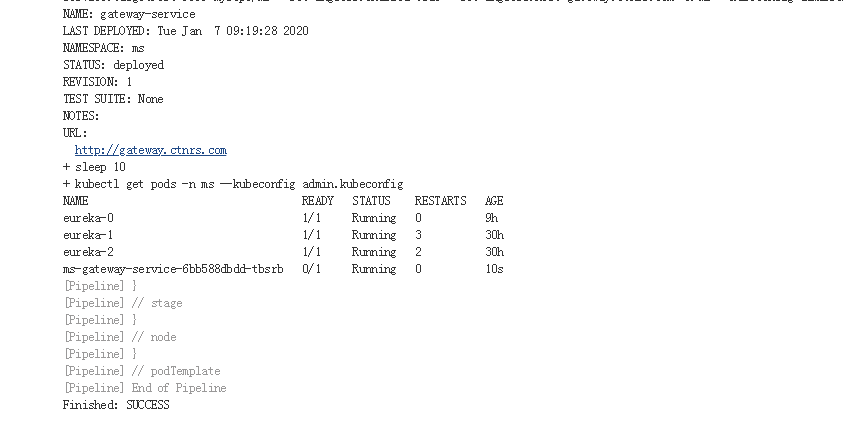 NAME: gateway-service
LAST DEPLOYED: Tue Jan  7 09:19:28 2020
NAMESPACE: ms
STATUS: deployed
REVISION: 1
TEST SUITE: None
NOTES:
URL:
http://gateway.ctnrs.com
+ sleep 10
+ kubectl get pods -n ms --kubeconfig admin.kubeconfig
NAME READY STATUS RESTARTS AGE
eureka-0 1/1 Running 0 9h
eureka-1 1/1 Running 3 30h
eureka-2 1/1 Running 2 30h
ms-gateway-service-6bb588dbdd-tbsrb 0/1 Running 0 10s
[Pipeline] }
[Pipeline] // stage
[Pipeline] }
[Pipeline] // node
[Pipeline] }
[Pipeline] // podTemplate
[Pipeline] End of Pipeline
Finished: SUCCESS